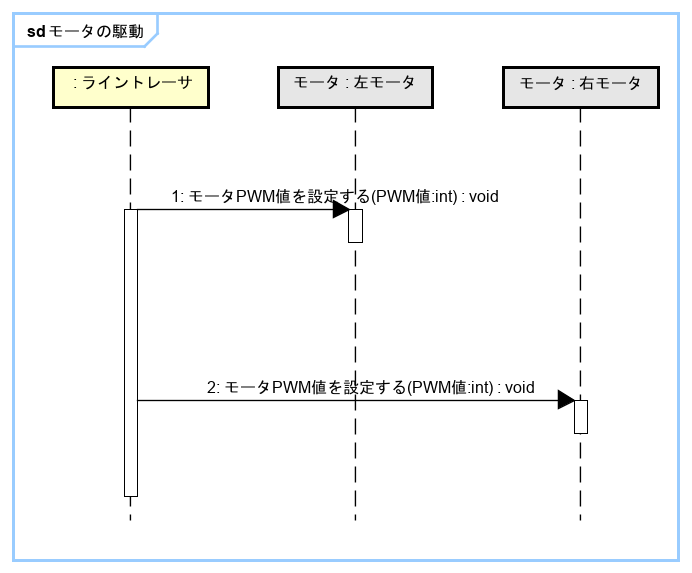 sd モータの駆動
: ライントレーサ
モータ : 左モータ
モータ : 右モータ
1: モータPWM値を設定する(PWM値:int) : void
2: モータPWM値を設定する(PWM値:int) : void